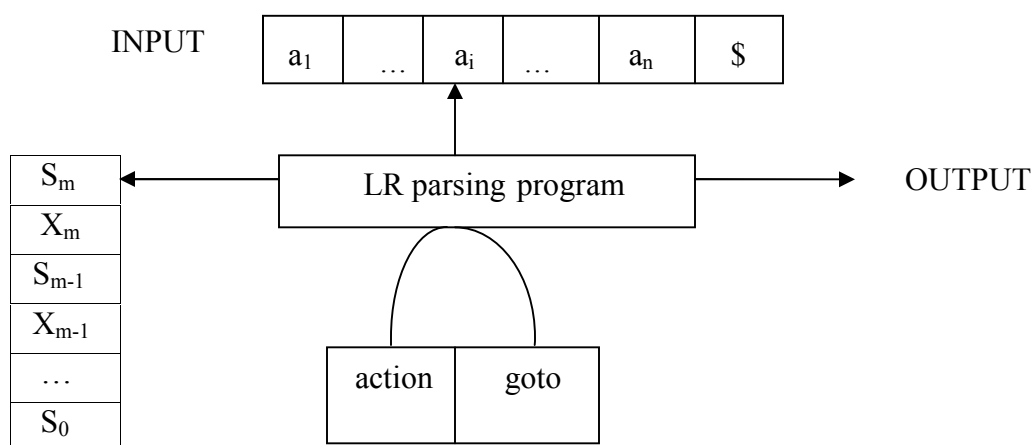 INPUT
a₁ … aᵢ … aₙ $
LR parsing program
OUTPUT
Sₘ
Xₘ
Sₘ₋₁
Xₘ₋₁
…
S₀
action goto